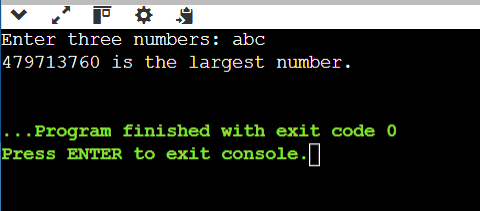 Enter three numbers: abc
479713760 is the largest number.
...Program finished with exit code 0
Press ENTER to exit console.